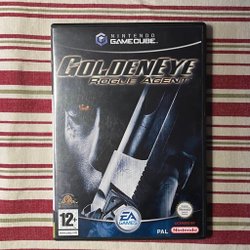 NINTENDO
GAMECUBE
GOLDENEYE
ROGUE AGENT
12+
EA
GAMES
PAL
Nintendo